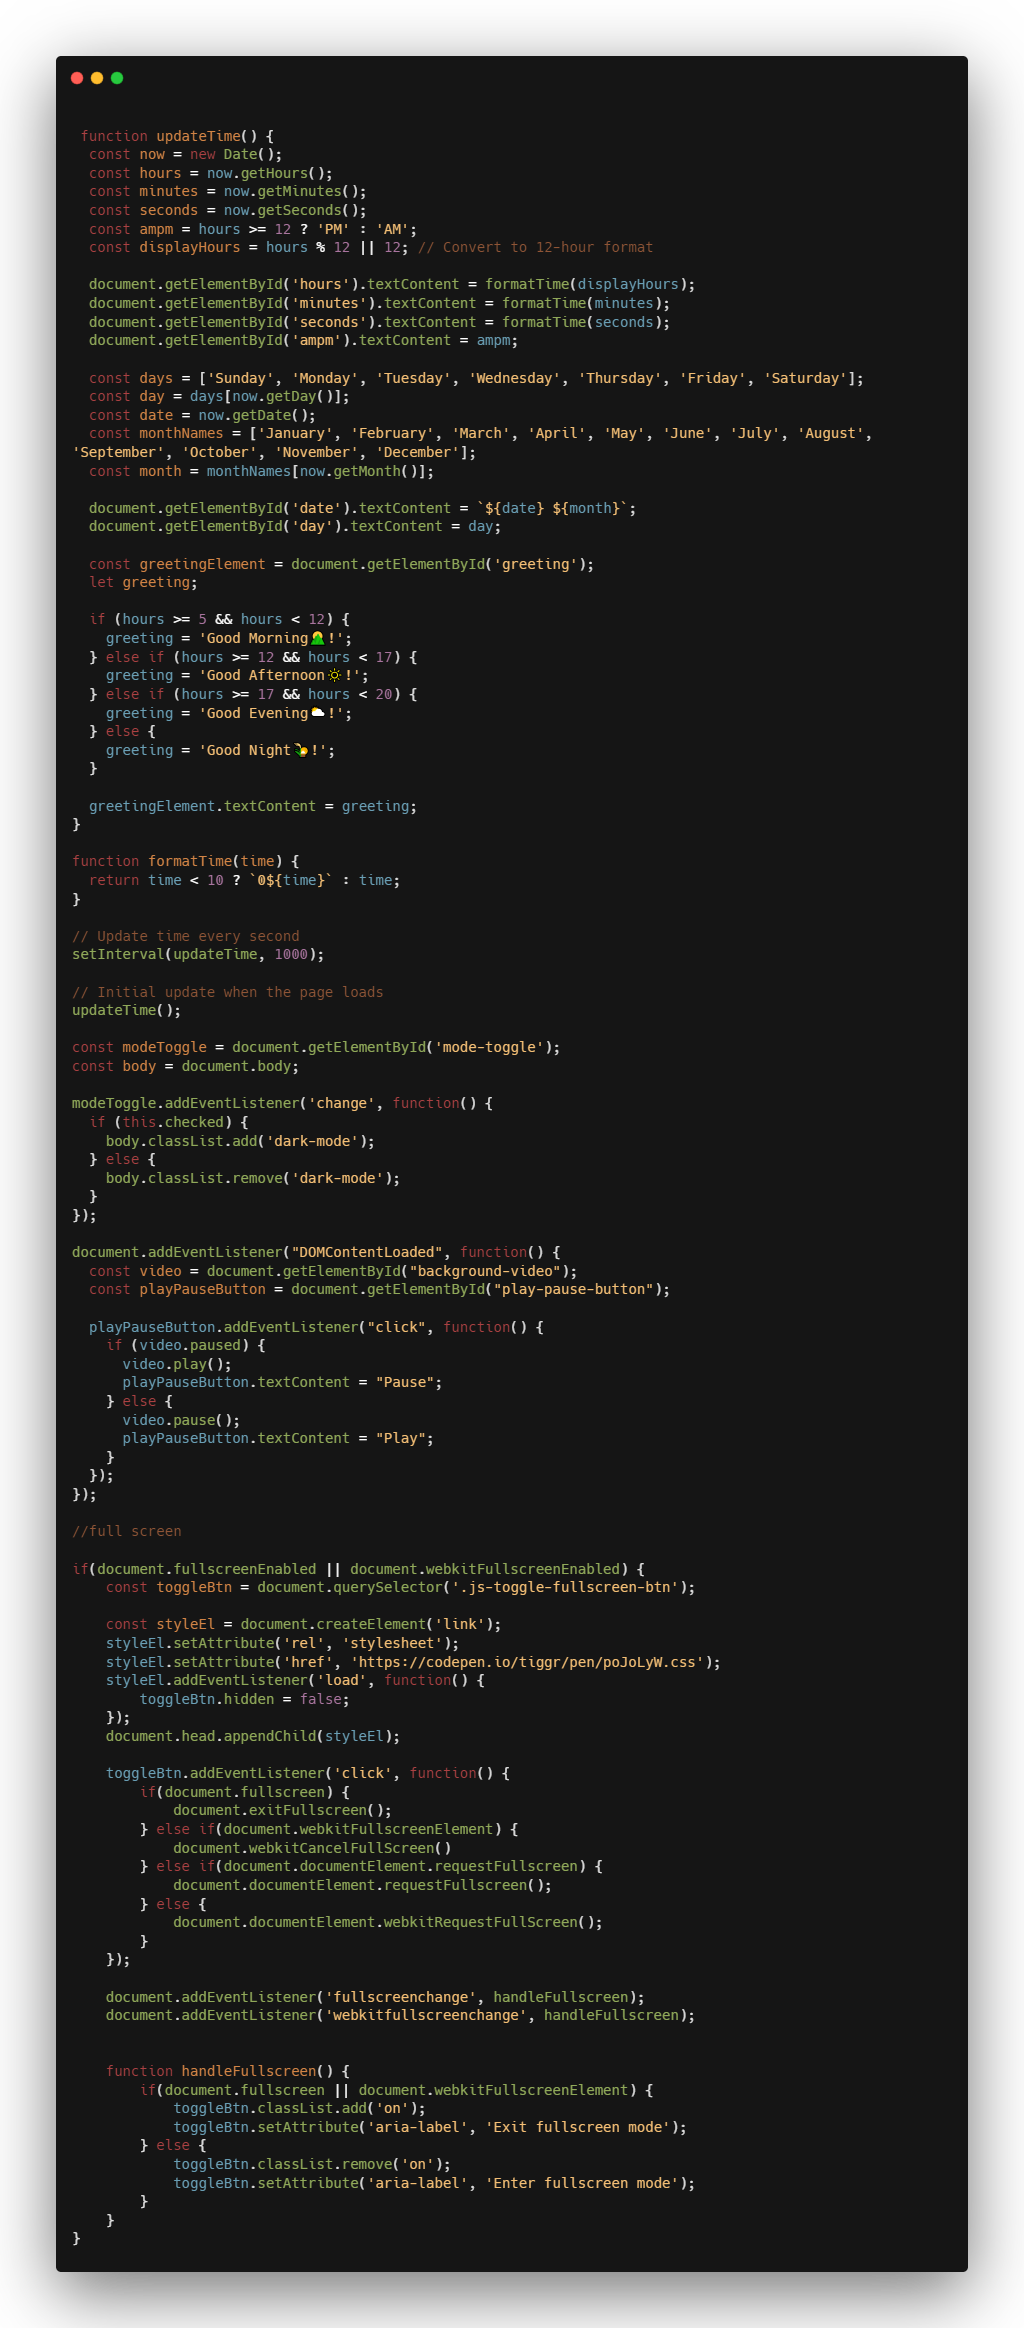 function updateTime() {
  const now = new Date();
  const hours = now.getHours();
  const minutes = now.getMinutes();
  const seconds = now.getSeconds();
  const ampm = hours >= 12 ? 'PM' : 'AM';
  const displayHours = hours % 12 || 12; // Convert to 12-hour format

  document.getElementById('hours').textContent = formatTime(displayHours);
  document.getElementById('minutes').textContent = formatTime(minutes);
  document.getElementById('seconds').textContent = formatTime(seconds);
  document.getElementById('ampm').textContent = ampm;

  const days = ['Sunday', 'Monday', 'Tuesday', 'Wednesday', 'Thursday', 'Friday', 'Saturday'];
  const day = days[now.getDay()];
  const date = now.getDate();
  const monthNames = ['January', 'February', 'March', 'April', 'May', 'June', 'July', 'August',
'September', 'October', 'November', 'December'];
  const month = monthNames[now.getMonth()];

  document.getElementById('date').textContent = `${date} ${month}`;
  document.getElementById('day').textContent = day;

  const greetingElement = document.getElementById('greeting');
  let greeting;

  if (hours >= 5 && hours < 12) {
    greeting = 'Good Morning🌄!';
  } else if (hours >= 12 && hours < 17) {
    greeting = 'Good Afternoon🔅!';
  } else if (hours >= 17 && hours < 20) {
    greeting = 'Good Evening🌥!';
  } else {
    greeting = 'Good Night!';
  }

  greetingElement.textContent = greeting;
}

function formatTime(time) {
  return time < 10 ? `0${time}` : time;
}

// Update time every second
setInterval(updateTime, 1000);

// Initial update when the page loads
updateTime();

const modeToggle = document.getElementById('mode-toggle');
const body = document.body;

modeToggle.addEventListener('change', function() {
  if (this.checked) {
    body.classList.add('dark-mode');
  } else {
    body.classList.remove('dark-mode');
  }
});

document.addEventListener("DOMContentLoaded", function() {
  const video = document.getElementById("background-video");
  const playPauseButton = document.getElementById("play-pause-button");

  playPauseButton.addEventListener("click", function() {
    if (video.paused) {
      video.play();
      playPauseButton.textContent = "Pause";
    } else {
      video.pause();
      playPauseButton.textContent = "Play";
    }
  });
});

//full screen

if(document.fullscreenEnabled || document.webkitFullscreenEnabled) {
    const toggleBtn = document.querySelector('.js-toggle-fullscreen-btn');

    const styleEl = document.createElement('link');
    styleEl.setAttribute('rel', 'stylesheet');
    styleEl.setAttribute('href', 'https://codepen.io/tiggr/pen/poJoLyW.css');
    styleEl.addEventListener('load', function() {
        toggleBtn.hidden = false;
    });
    document.head.appendChild(styleEl);

    toggleBtn.addEventListener('click', function() {
        if(document.fullscreen) {
            document.exitFullscreen();
        } else if(document.webkitFullscreenElement) {
            document.webkitCancelFullScreen()
        } else if(document.documentElement.requestFullscreen) {
            document.documentElement.requestFullscreen();
        } else {
            document.documentElement.webkitRequestFullScreen();
        }
    });

    document.addEventListener('fullscreenchange', handleFullscreen);
    document.addEventListener('webkitfullscreenchange', handleFullscreen);


    function handleFullscreen() {
        if(document.fullscreen || document.webkitFullscreenElement) {
            toggleBtn.classList.add('on');
            toggleBtn.setAttribute('aria-label', 'Exit fullscreen mode');
        } else {
            toggleBtn.classList.remove('on');
            toggleBtn.setAttribute('aria-label', 'Enter fullscreen mode');
        }
    }
}